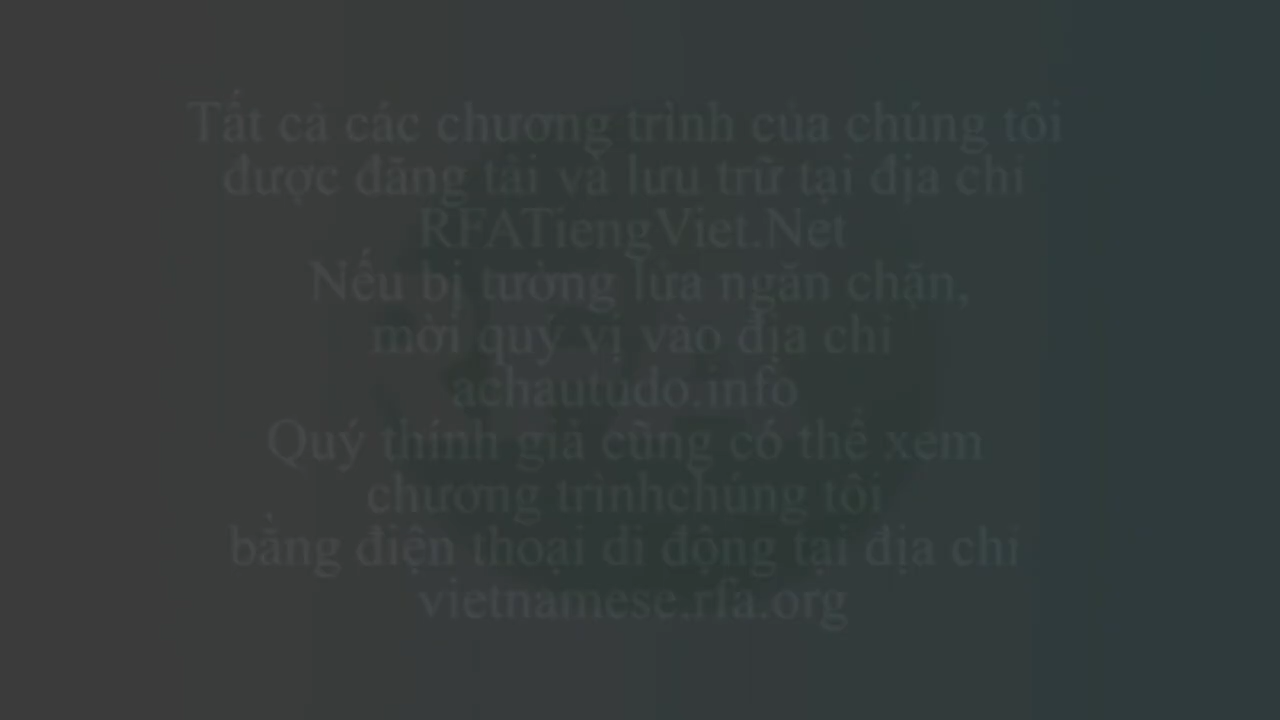 Tất cả các chương trình của chúng tôi
được đăng tải và lưu trữ tại địa chỉ
RFATiengViet.Net
Nếu bị tường lửa ngăn chặn,
mời quý vị vào địa chỉ
achautudo.info
Quý thính giả cũng có thể xem
chương trìnhchúng tôi
bằng điện thoại di động tại địa chỉ
vietnamese.rfa.org